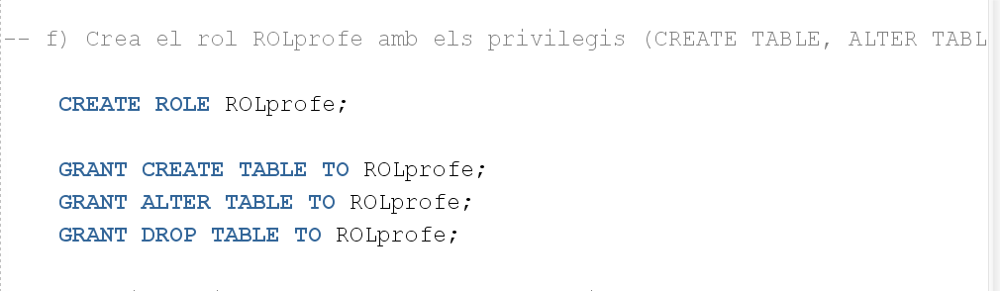 -- f) Crea el rol ROLprofe amb els privilegis (CREATE TABLE, ALTER TABL
CREATE ROLE ROLprofe;
GRANT CREATE TABLE TO ROLprofe;
GRANT ALTER TABLE TO ROLprofe;
GRANT DROP TABLE TO ROLprofe;